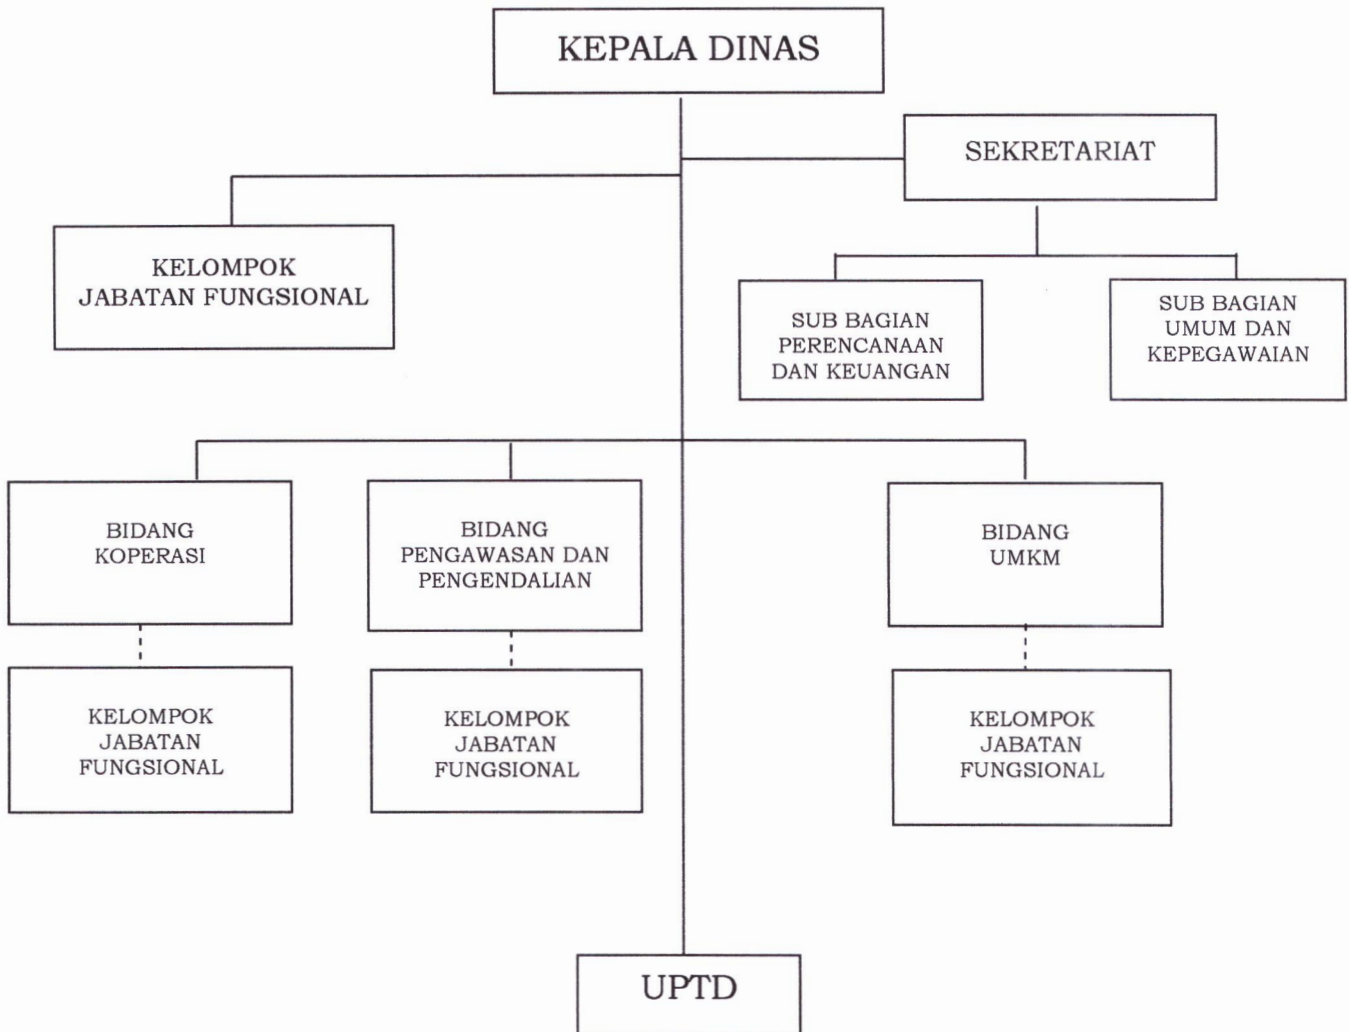 KEPALA DINAS
SEKRETARIAT
KELOMPOK
JABATAN FUNGSIONAL
SUB BAGIAN
PERENCANAAN
DAN KEUANGAN
SUB BAGIAN
UMUM DAN
KEPEGAWAIAN
BIDANG
KOPERASI
BIDANG
PENGAWASAN DAN
PENGENDALIAN
BIDANG
UMKM
KELOMPOK
JABATAN
FUNGSIONAL
KELOMPOK
JABATAN
FUNGSIONAL
KELOMPOK
JABATAN
FUNGSIONAL
UPTD